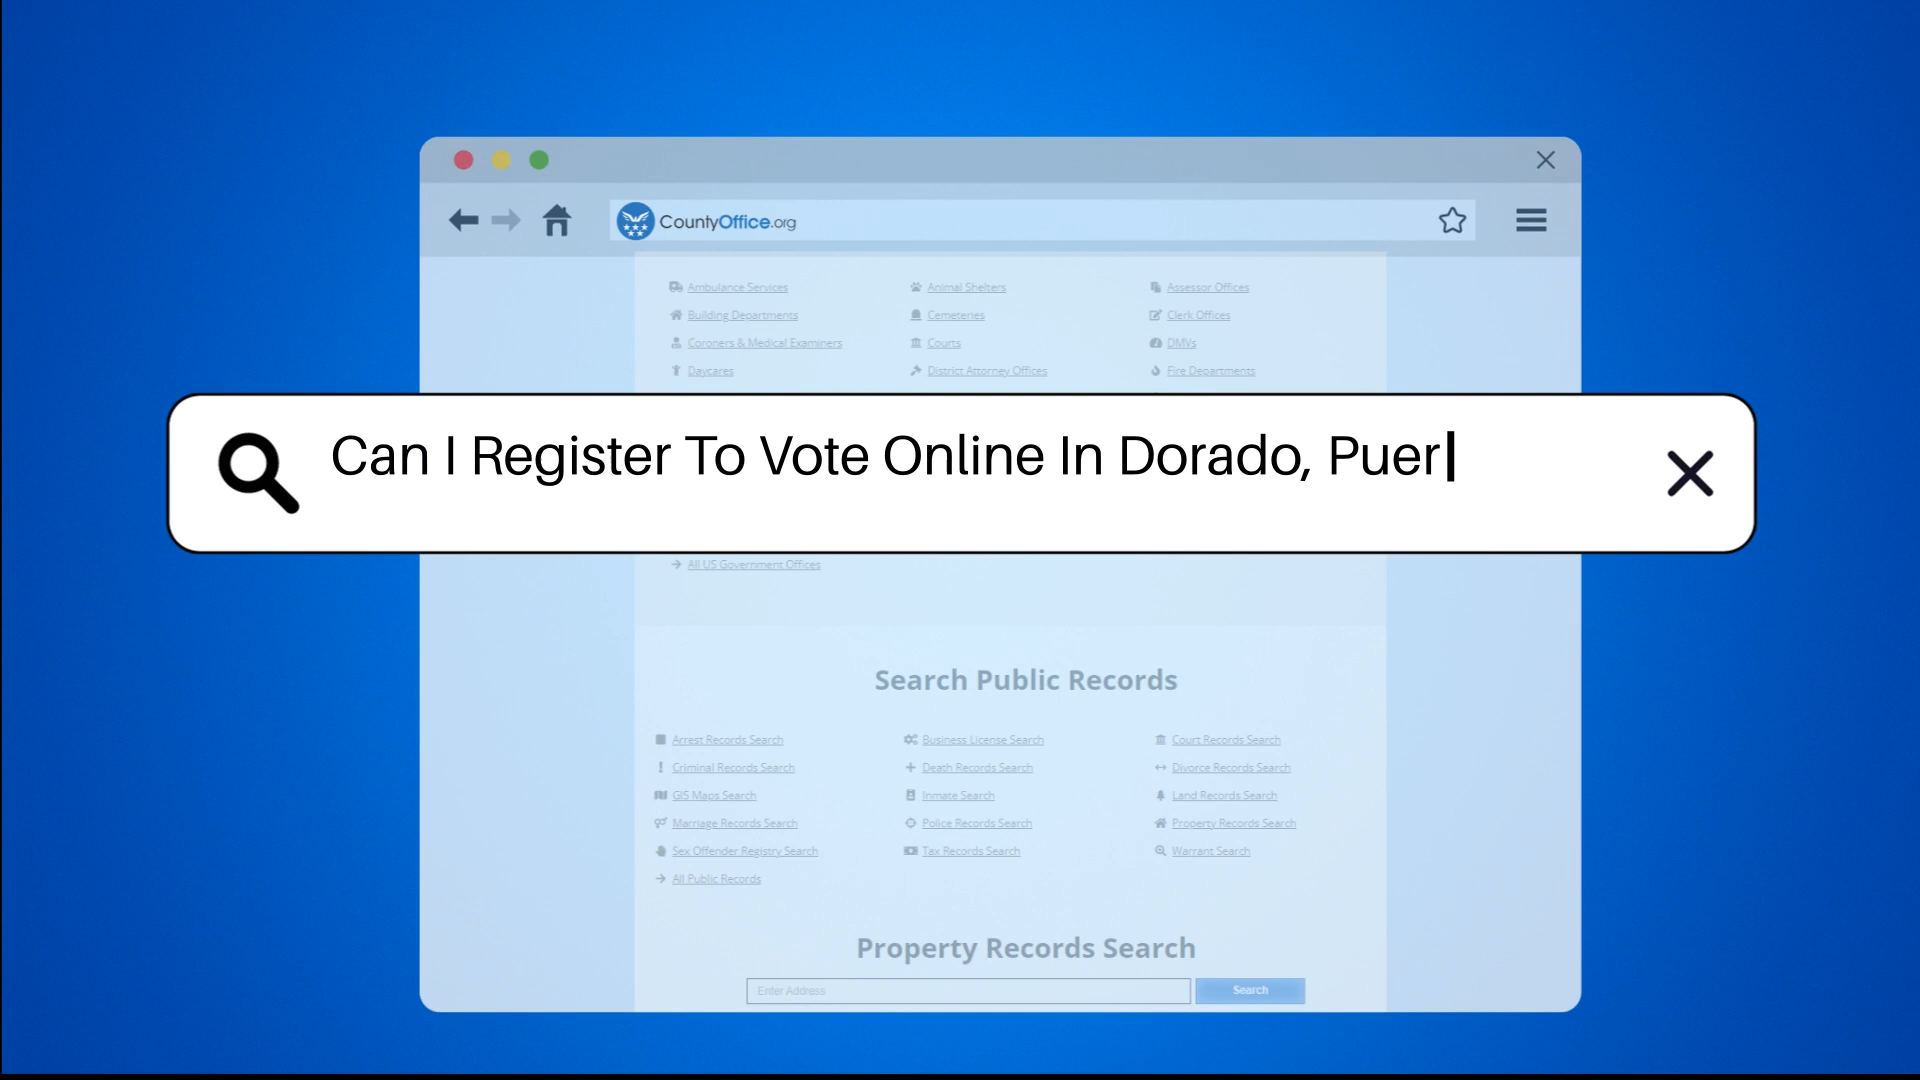 CountyOffice.org
Ambulance Services Animal Shelters Assessor Offices
Building Departments Cemeteries Clerk Offices
Coroners & Medical Examiners Courts DMVs
Daycares District Attorney Offices Fire Departments
Can I Register To Vote Online In Dorado, Puer
All US Government Offices
Search Public Records
Arrest Records Search Business License Search Court Records Search
Criminal Records Search Death Records Search Divorce Records Search
GIS Maps Search Inmate Search Land Records Search
Marriage Records Search Police Records Search Property Records Search
Sex Offender Registry Search Tax Records Search Warrant Search
All Public Records
Property Records Search
Enter Address Search